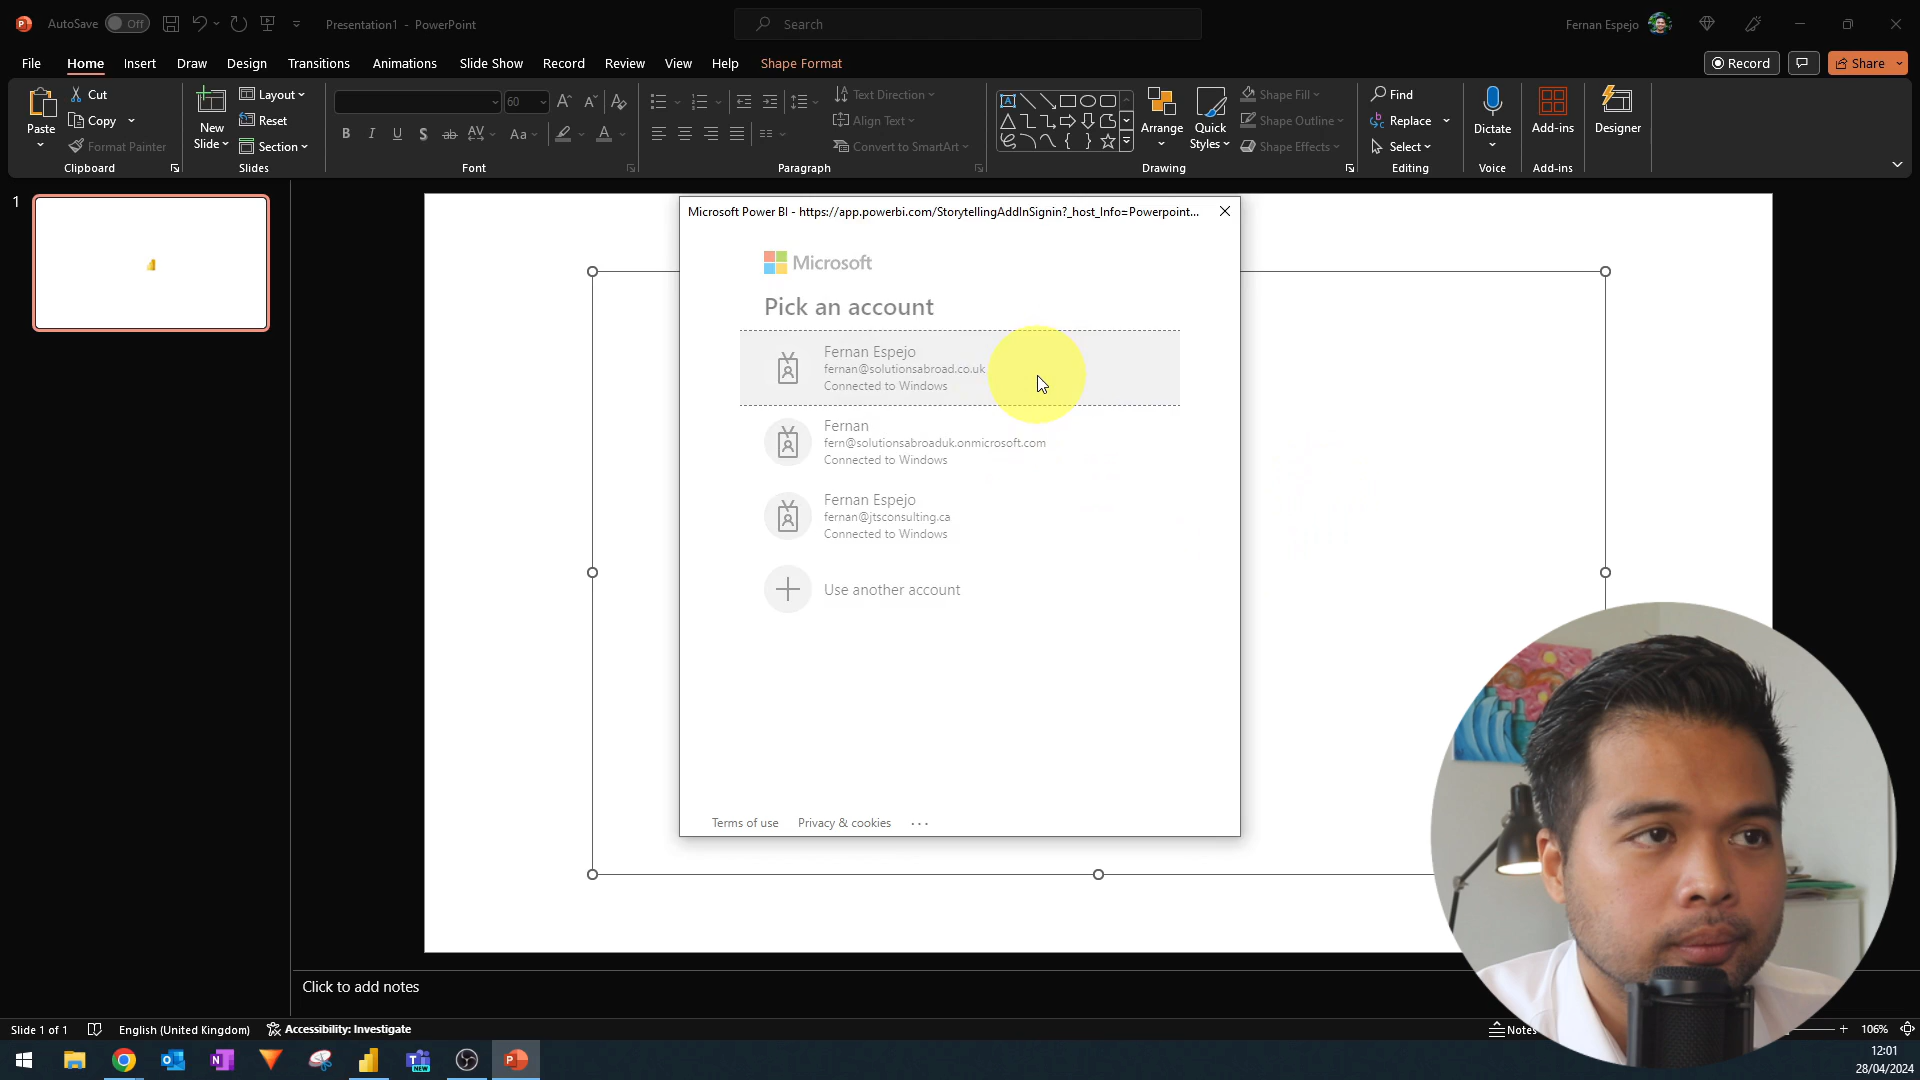 AutoSave Off Presentation1 - PowerPoint Search Fernan Espejo
File Home Insert Draw Design Transitions Animations Slide Show Record Review View Help Shape Format Record Share
Paste Cut Copy Format Painter Clipboard
New Slide Layout Reset Section Slides
60 Aa Font
Text Direction Align Text Convert to SmartArt Paragraph
Arrange Quick Styles Shape Fill Shape Outline Shape Effects Drawing
Find Replace Select Editing
Dictate Voice
Add-ins Add-ins
Designer
1
Microsoft Power BI - https://app.powerbi.com/StorytellingAddInSignin?_host_Info=Powerpoint...
Microsoft
Pick an account
Fernan Espejo
fernan@solutionsabroad.co.uk
Connected to Windows
Fernan
fern@solutionsabroaduk.onmicrosoft.com
Connected to Windows
Fernan Espejo
fernan@jtsconsulting.ca
Connected to Windows
Use another account
Terms of use Privacy & cookies ...
Click to add notes
Slide 1 of 1 English (United Kingdom) Accessibility: Investigate Notes 106%
NEW
12:01
28/04/2024